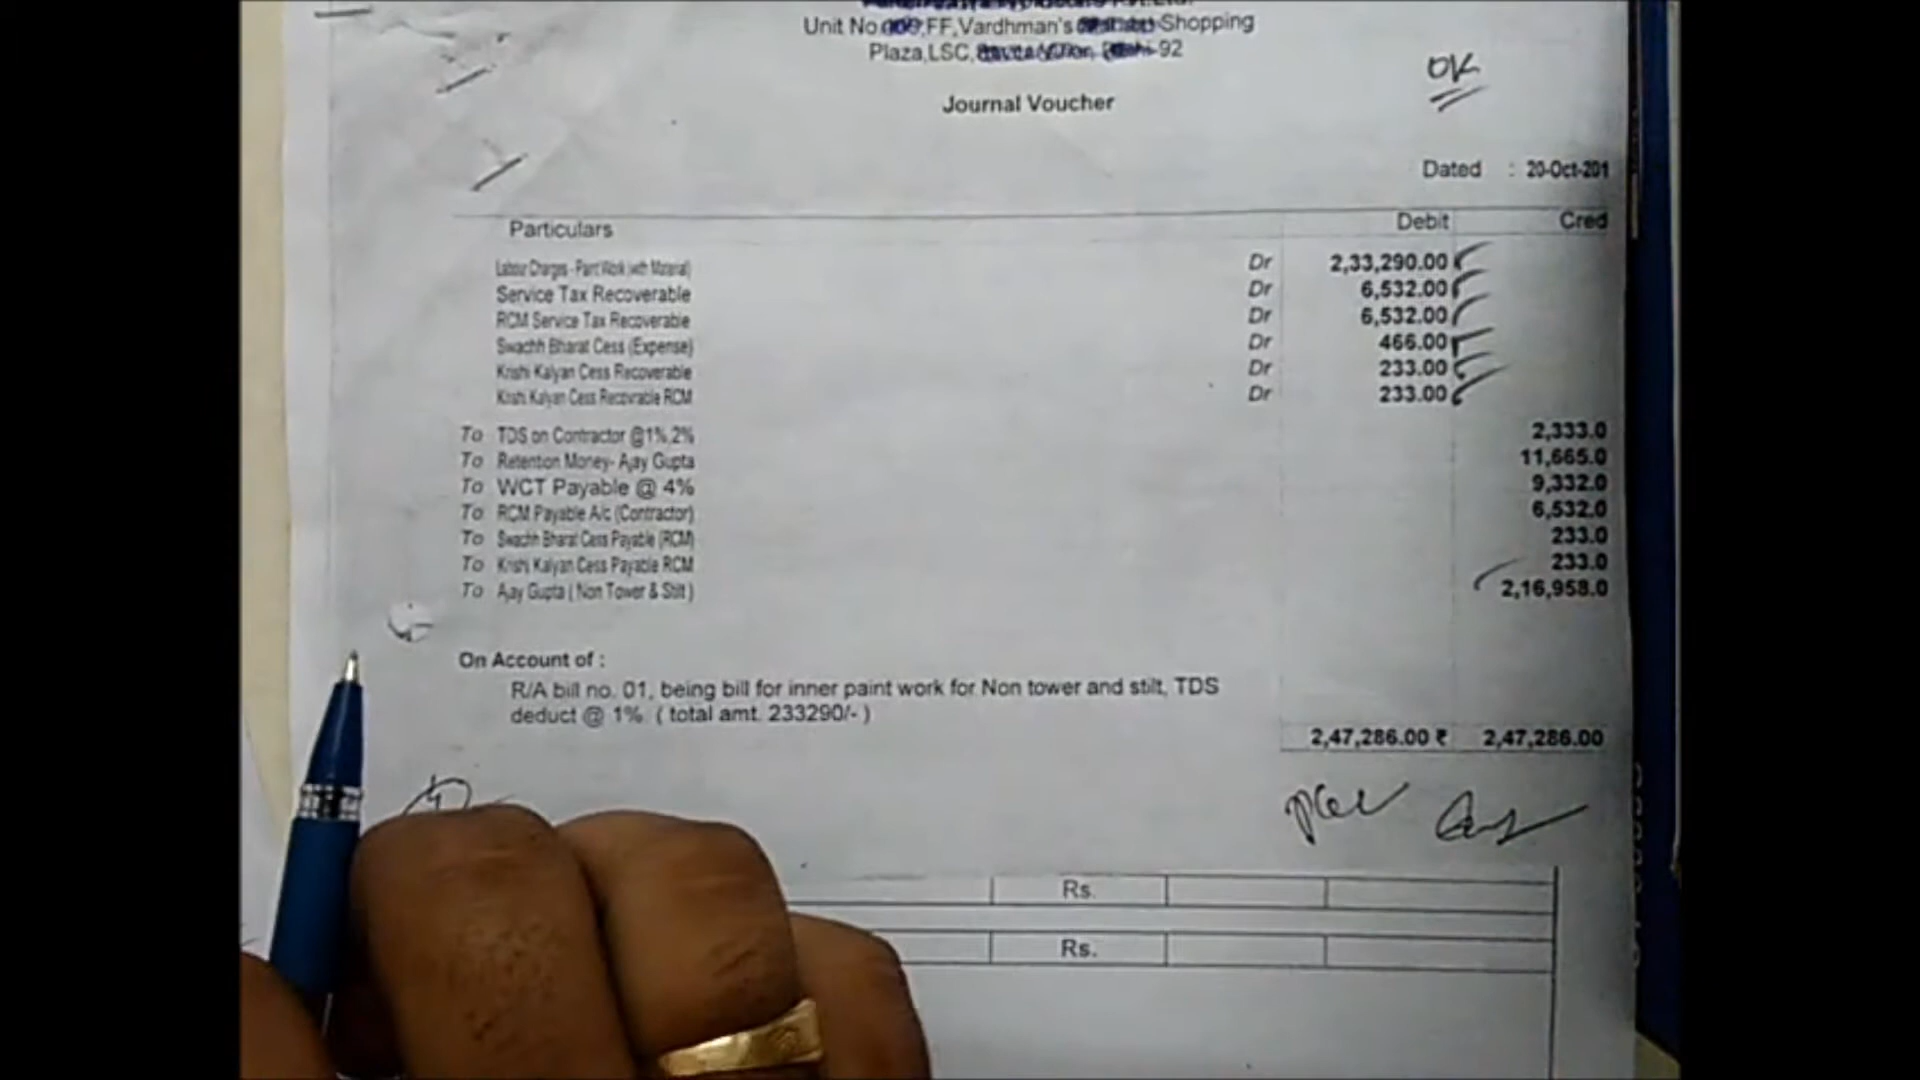 Unit No. FF,Vardhman's Shopping
Plaza,LSC, -92
OK
Journal Voucher
Dated : 20-Oct-201
Particulars Debit Cred
Labour Charges - Paint Work (with Material) Dr 2,33,290.00
Service Tax Recoverable Dr 6,532.00
RCM Service Tax Recoverable Dr 6,532.00
Swachh Bharat Cess (Expense) Dr 466.00
Krishi Kalyan Cess Recoverable Dr 233.00
Krishi Kalyan Cess Recovrable RCM Dr 233.00
To TDS on Contractor @1%,2% 2,333.0
To Retention Money- Ajay Gupta 11,665.0
To WCT Payable @ 4% 9,332.0
To RCM Payable A/c (Contractor) 6,532.0
To Swachh Bharat Cess Payable (RCM) 233.0
To Krishi Kalyan Cess Payable RCM 233.0
To Ajay Gupta ( Non Tower & Stilt ) 2,16,958.0
On Account of :
R/A bill no. 01, being bill for inner paint work for Non tower and stilt, TDS
deduct @ 1% ( total amt. 233290/- )
2,47,286.00 ₹ 2,47,286.00
Rs.
Rs.